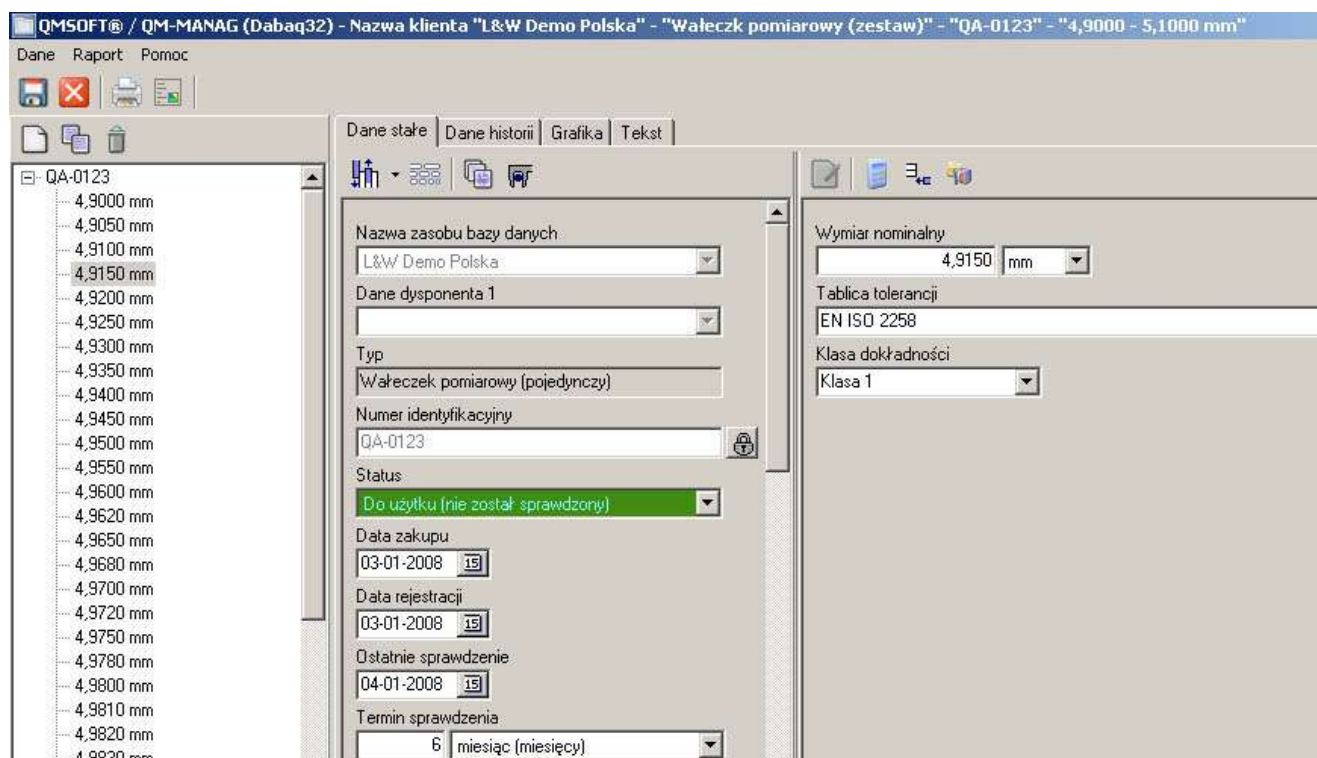 QMSOFT® / QM-MANAG (Dabaq32) - Nazwa klienta "L&W Demo Polska" - "Wałeczk pomiarowy (zestaw)" - "QA-0123" - "4,9000 - 5,1000 mm"
Dane Raport Pomoc
Dane stałe Dane historii Grafika Tekst
QA-0123
4,9000 mm
4,9050 mm
4,9100 mm
4,9150 mm
4,9200 mm
4,9250 mm
4,9300 mm
4,9350 mm
4,9400 mm
4,9450 mm
4,9500 mm
4,9550 mm
4,9600 mm
4,9620 mm
4,9650 mm
4,9680 mm
4,9700 mm
4,9720 mm
4,9750 mm
4,9780 mm
4,9800 mm
4,9810 mm
4,9820 mm
4,9830 mm
Nazwa zasobu bazy danych
L&W Demo Polska
Dane dysponenta 1
Typ
Wałeczek pomiarowy (pojedynczy)
Numer identyfikacyjny
QA-0123
Status
Do użytku (nie został sprawdzony)
Data zakupu
03-01-2008 15
Data rejestracji
03-01-2008 15
Ostatnie sprawdzenie
04-01-2008 15
Termin sprawdzenia
6 miesiąc (miesięcy)
Wymiar nominalny
4,9150 mm
Tablica tolerancji
EN ISO 2258
Klasa dokładności
Klasa 1